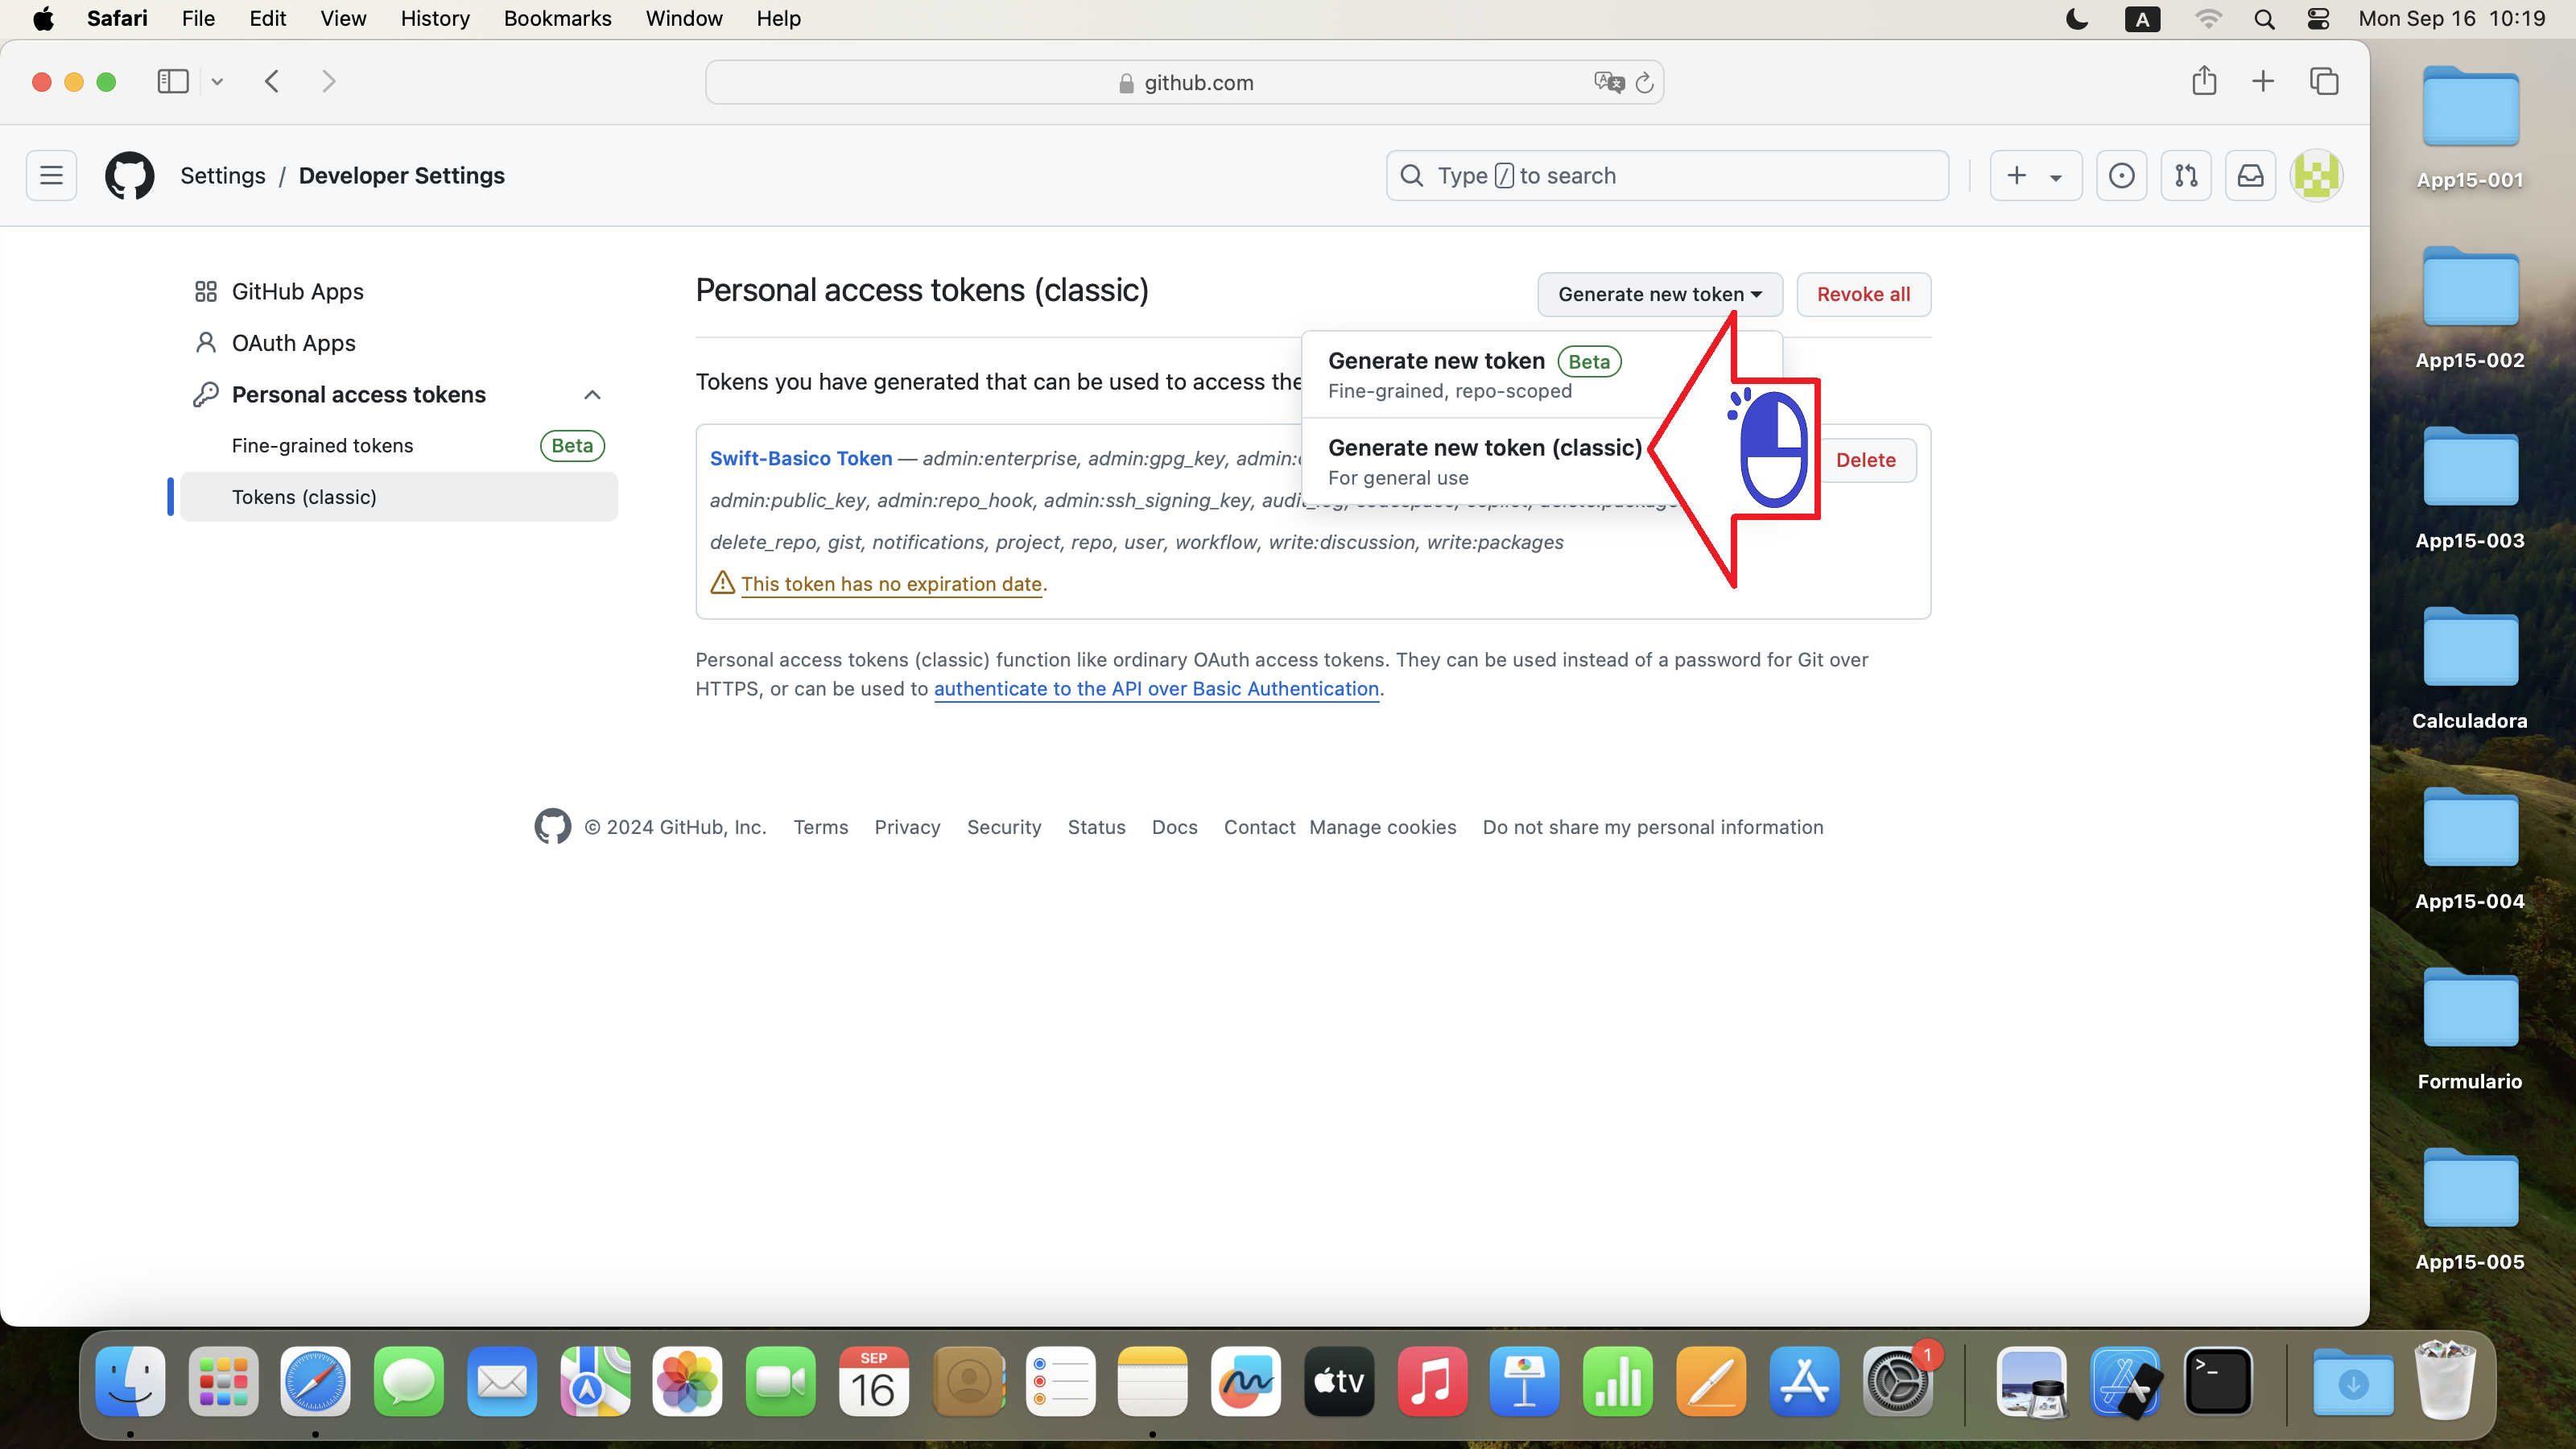 Safari File Edit View History Bookmarks Window Help A Mon Sep 16 10:19
github.com
Settings / Developer Settings
Type / to search
GitHub Apps
OAuth Apps
Personal access tokens
Fine-grained tokens Beta
Tokens (classic)
Personal access tokens (classic)
Generate new token
Revoke all
Generate new token Beta
Fine-grained, repo-scoped
Generate new token (classic)
For general use
Tokens you have generated that can be used to access the
Swift-Basico Token — admin:enterprise, admin:gpg_key,
Delete
admin:public_key, admin:repo_hook, admin:ssh_signing_key,
delete_repo, gist, notifications, project, repo, user, workflow, write:discussion, write:packages
This token has no expiration date.
Personal access tokens (classic) function like ordinary OAuth access tokens. They can be used instead of a password for Git over
HTTPS, or can be used to authenticate to the API over Basic Authentication.
© 2024 GitHub, Inc. Terms Privacy Security Status Docs Contact Manage cookies Do not share my personal information
App15-001
App15-002
App15-003
Calculadora
App15-004
Formulario
App15-005
SEP
16
tv
1
>_